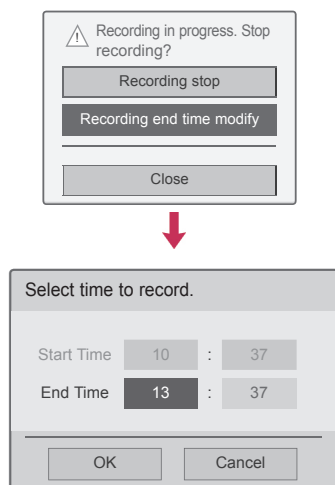 Recording in progress. Stop
recording?
Recording stop
Recording end time modify
Close
Select time to record.
Start Time 10 : 37
End Time 13 : 37
OK Cancel